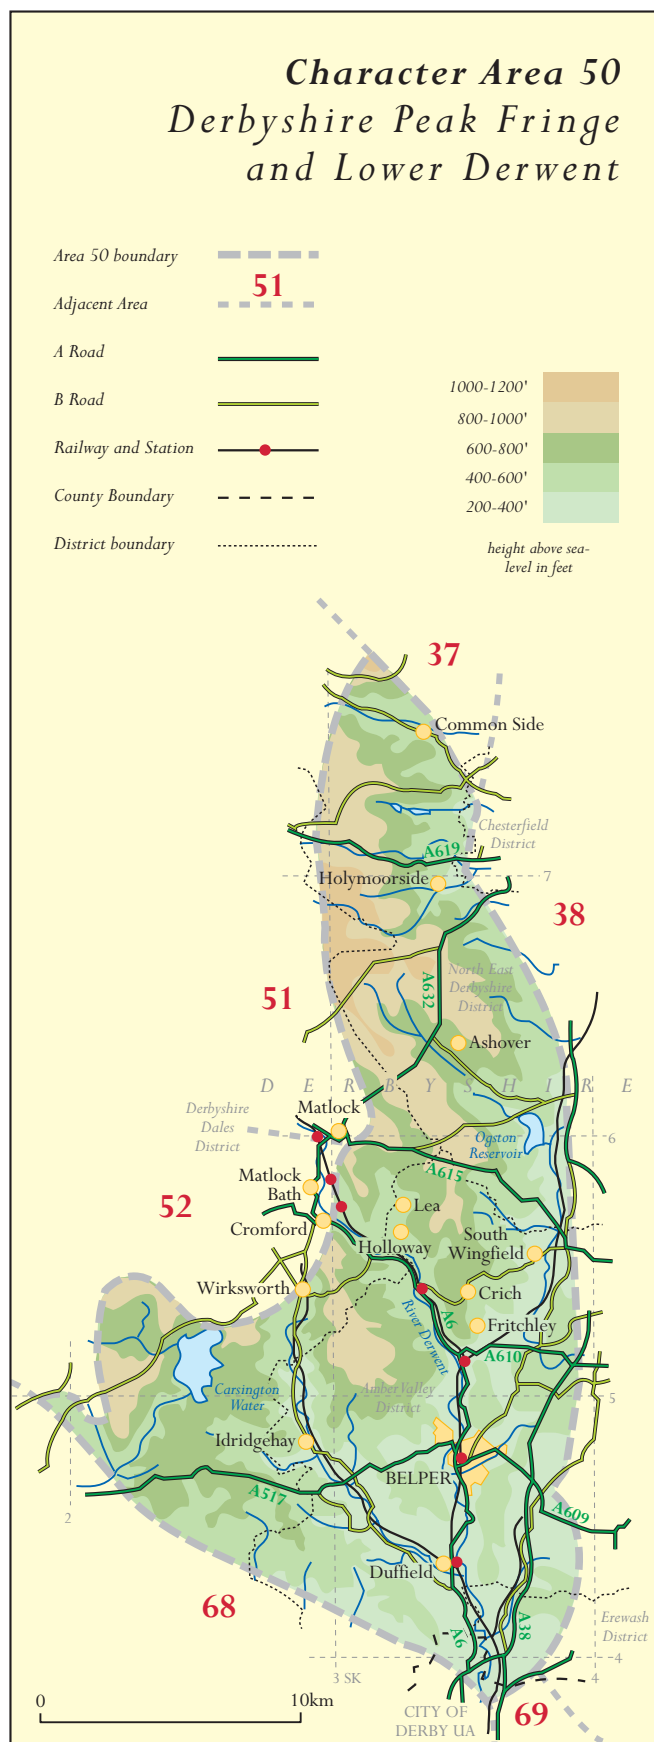 Character Area 50
Derbyshire Peak Fringe
and Lower Derwent
Area 50 boundary
51
Adjacent Area
A Road
B Road
Railway and Station
County Boundary
District boundary
1000-1200'
800-1000'
600-800'
400-600'
200-400'
height above sea-
level in feet
37
Common Side
Chesterfield
District
A619
Holymoorside
7
38
51
A632
North East
Derbyshire
District
Ashover
D E R B Y S H I R E
Derbyshire
Dales
District
Matlock
6
Ogston
Reservoir
A615
Matlock
Bath
52
Lea
Cromford
Holloway
South
Wingfield
Wirksworth
Crich
River Derwent
A6
Fritchley
A610
Carsington
Water
Amber Valley
District
5
Idridgehay
BELPER
A517
A609
2
Duffield
68
Erewash
District
A6
A38
3 SK
4
4
0
10km
CITY OF
DERBY UA
69